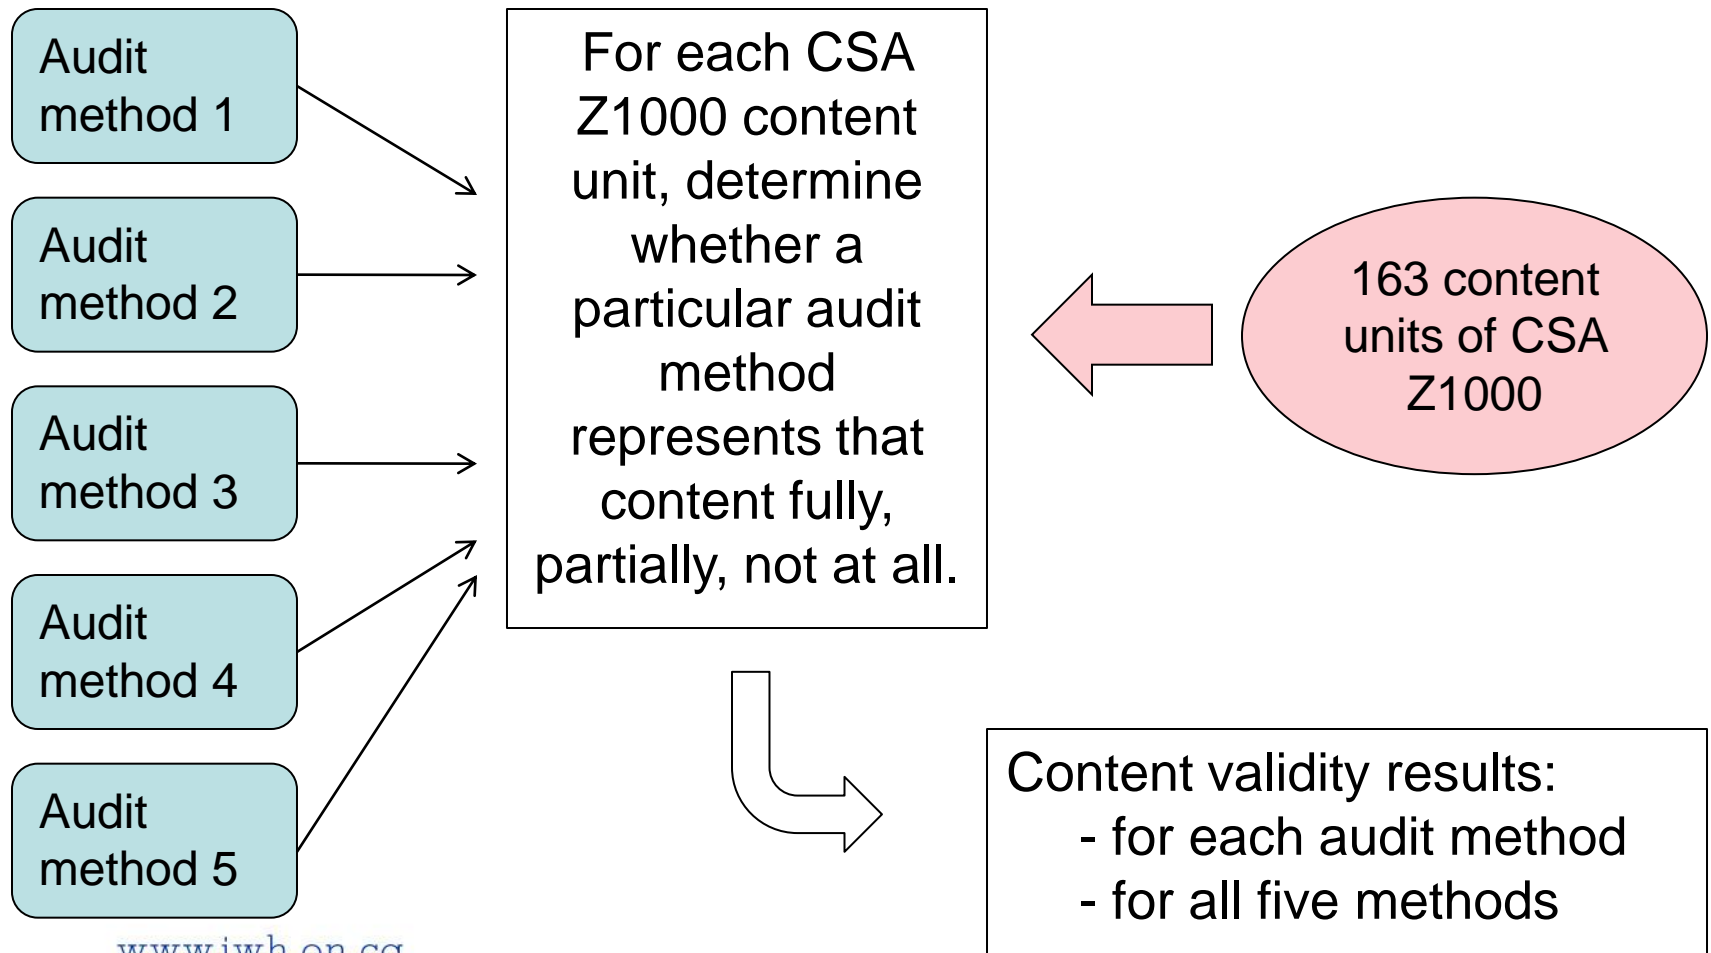 Audit
method 1
Audit
method 2
Audit
method 3
Audit
method 4
Audit
method 5
For each CSA
Z1000 content
unit, determine
whether a
particular audit
method
represents that
content fully,
partially, not at all.
163 content
units of CSA
Z1000
Content validity results:
- for each audit method
- for all five methods